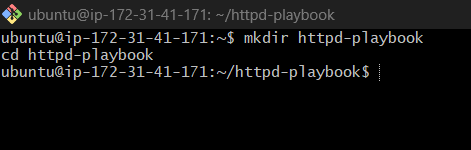 ubuntu@ip-172-31-41-171: ~/httpd-playbook
ubuntu@ip-172-31-41-171:~$ mkdir httpd-playbook
cd httpd-playbook
ubuntu@ip-172-31-41-171:~/httpd-playbook$